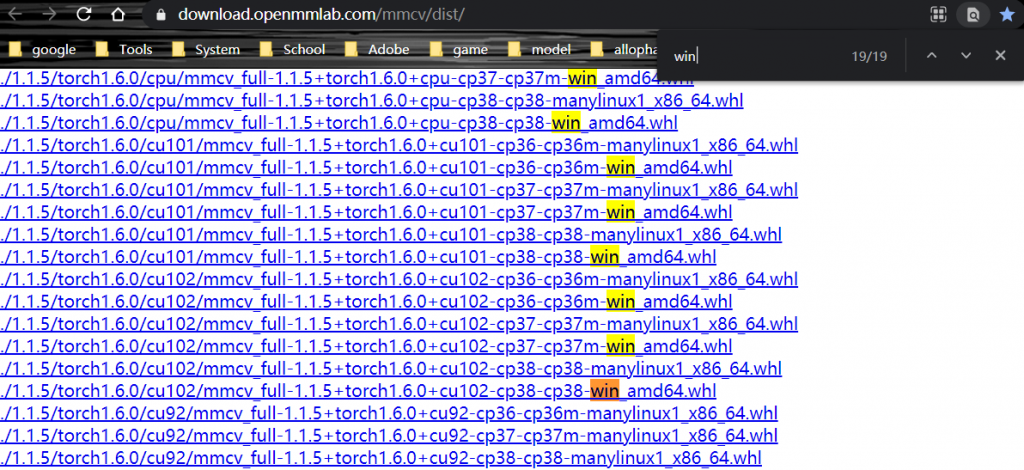 download.openmmlab.com/mmcv/dist/
google Tools System School Adobe game model allopha
win 19/19
./1.1.5/torch1.6.0/cpu/mmcv_full-1.1.5+torch1.6.0+cpu-cp37-cp37m-win_amd64.whl
./1.1.5/torch1.6.0/cpu/mmcv_full-1.1.5+torch1.6.0+cpu-cp38-cp38-manylinux1_x86_64.whl
./1.1.5/torch1.6.0/cpu/mmcv_full-1.1.5+torch1.6.0+cpu-cp38-cp38-win_amd64.whl
./1.1.5/torch1.6.0/cu101/mmcv_full-1.1.5+torch1.6.0+cu101-cp36-cp36m-manylinux1_x86_64.whl
./1.1.5/torch1.6.0/cu101/mmcv_full-1.1.5+torch1.6.0+cu101-cp36-cp36m-win_amd64.whl
./1.1.5/torch1.6.0/cu101/mmcv_full-1.1.5+torch1.6.0+cu101-cp37-cp37m-manylinux1_x86_64.whl
./1.1.5/torch1.6.0/cu101/mmcv_full-1.1.5+torch1.6.0+cu101-cp37-cp37m-win_amd64.whl
./1.1.5/torch1.6.0/cu101/mmcv_full-1.1.5+torch1.6.0+cu101-cp38-cp38-manylinux1_x86_64.whl
./1.1.5/torch1.6.0/cu101/mmcv_full-1.1.5+torch1.6.0+cu101-cp38-cp38-win_amd64.whl
./1.1.5/torch1.6.0/cu102/mmcv_full-1.1.5+torch1.6.0+cu102-cp36-cp36m-manylinux1_x86_64.whl
./1.1.5/torch1.6.0/cu102/mmcv_full-1.1.5+torch1.6.0+cu102-cp36-cp36m-win_amd64.whl
./1.1.5/torch1.6.0/cu102/mmcv_full-1.1.5+torch1.6.0+cu102-cp37-cp37m-manylinux1_x86_64.whl
./1.1.5/torch1.6.0/cu102/mmcv_full-1.1.5+torch1.6.0+cu102-cp37-cp37m-win_amd64.whl
./1.1.5/torch1.6.0/cu102/mmcv_full-1.1.5+torch1.6.0+cu102-cp38-cp38-manylinux1_x86_64.whl
./1.1.5/torch1.6.0/cu102/mmcv_full-1.1.5+torch1.6.0+cu102-cp38-cp38-win_amd64.whl
./1.1.5/torch1.6.0/cu92/mmcv_full-1.1.5+torch1.6.0+cu92-cp36-cp36m-manylinux1_x86_64.whl
./1.1.5/torch1.6.0/cu92/mmcv_full-1.1.5+torch1.6.0+cu92-cp37-cp37m-manylinux1_x86_64.whl
./1.1.5/torch1.6.0/cu92/mmcv_full-1.1.5+torch1.6.0+cu92-cp38-cp38-manylinux1_x86_64.whl